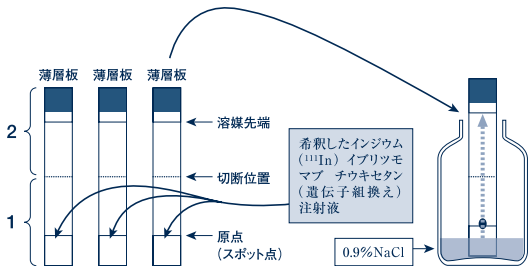 薄層板 薄層板 薄層板
2
溶媒先端
切断位置
希釈したインジウム
(¹¹¹In) イブリツモ
マブ チウキセタン
(遺伝子組換え)
注射液
1
原点
(スポット点)
0.9%NaCl